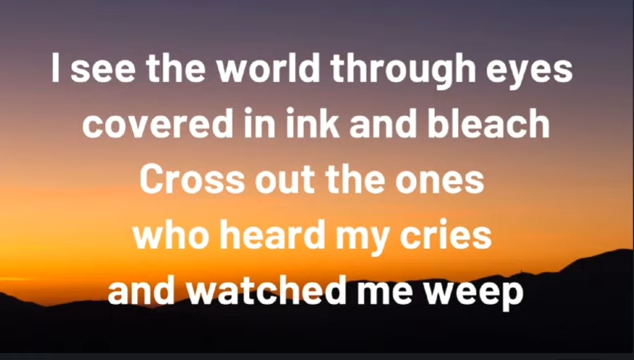 I see the world through eyes
covered in ink and bleach
Cross out the ones
who heard my cries
and watched me weep